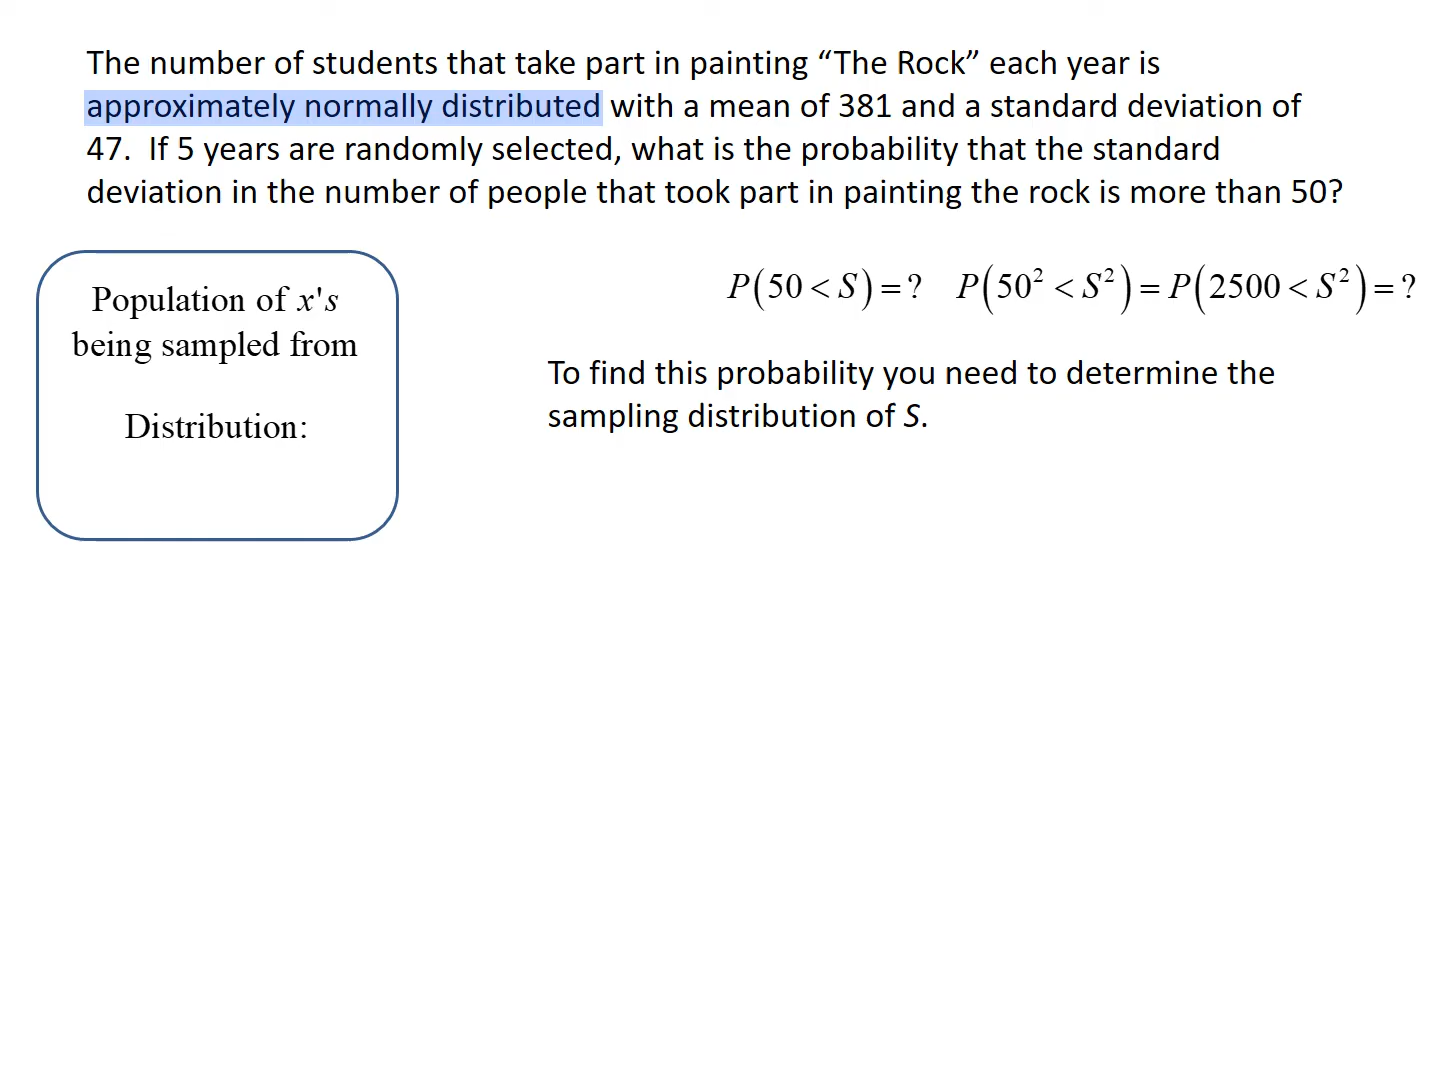 The number of students that take part in painting “The Rock” each year is
approximately normally distributed with a mean of 381 and a standard deviation of
47.  If 5 years are randomly selected, what is the probability that the standard
deviation in the number of people that took part in painting the rock is more than 50?
P(50 < S) = ?   P(50² < S²) = P(2500 < S²) = ?
Population of x's
being sampled from
Distribution:
To find this probability you need to determine the
sampling distribution of S.